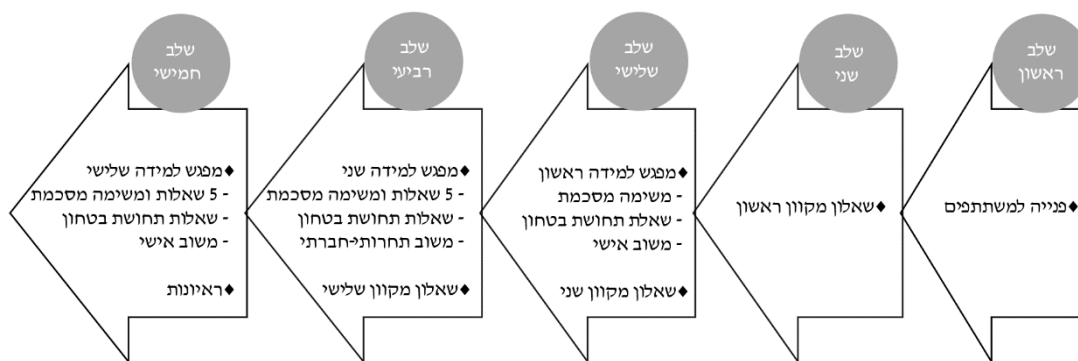 שלב
ראשון
♦פנייה למשתתפים
שלב
שני
♦שאלון מקוון ראשון
שלב
שלישי
♦מפגש למידה ראשון
- משימה מסכמת
- שאלת תחושת בטחון
- משוב אישי
♦שאלון מקוון שני
שלב
רביעי
♦מפגש למידה שני
- 5 שאלות ומשימה מסכמת
- שאלות תחושת בטחון
- משוב תחרותי-חברתי
♦שאלון מקוון שלישי
שלב
חמישי
♦מפגש למידה שלישי
- 5 שאלות ומשימה מסכמת
- שאלות תחושת בטחון
- משוב אישי
♦ראיונות